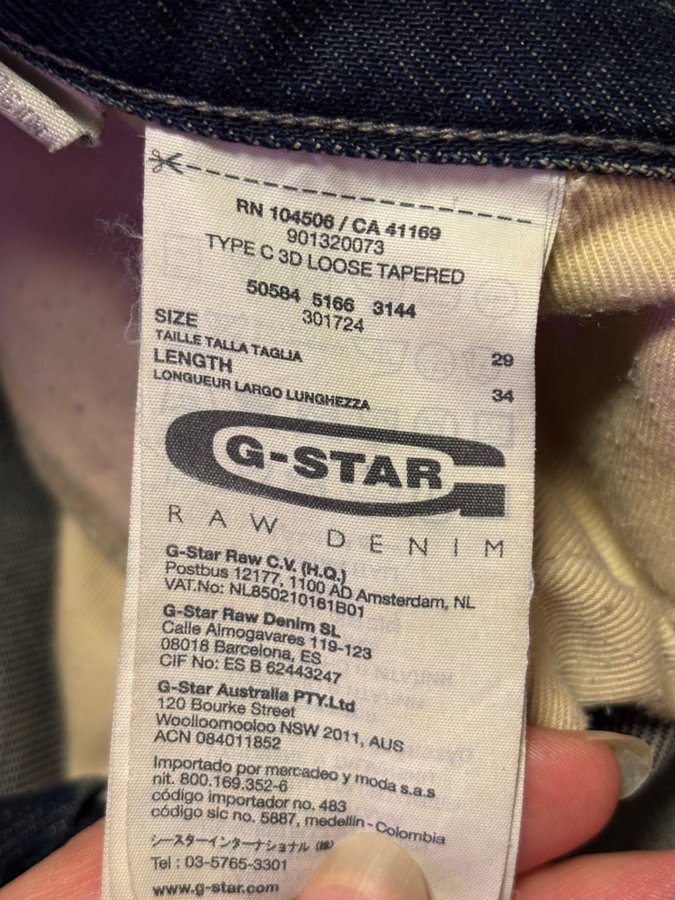 RN 104506 / CA 41169
901320073
TYPE C 3D LOOSE TAPERED
50584 5166 3144
301724
SIZE
TAILLE TALLA TAGLIA 29
LENGTH
LONGUEUR LARGO LUNGHEZZA 34
G-STAR
RAW DENIM
G-Star Raw C.V. (H.Q.)
Postbus 12177, 1100 AD Amsterdam, NL
VAT.No: NL850210161B01
G-Star Raw Denim SL
Calle Almogavares 119-123
08018 Barcelona, ES
CIF No: ES B 62443247
G-Star Australia PTY.Ltd
120 Bourke Street
Woolloomooloo NSW 2011, AUS
ACN 084011852
Importado por mercadeo y moda s.a.s
nit. 800.169.352-6
código importador no. 483
código sic no. 5887, medellin-Colombia
ジースターインターナショナル (株)
Tel : 03-5765-3301
www.g-star.com